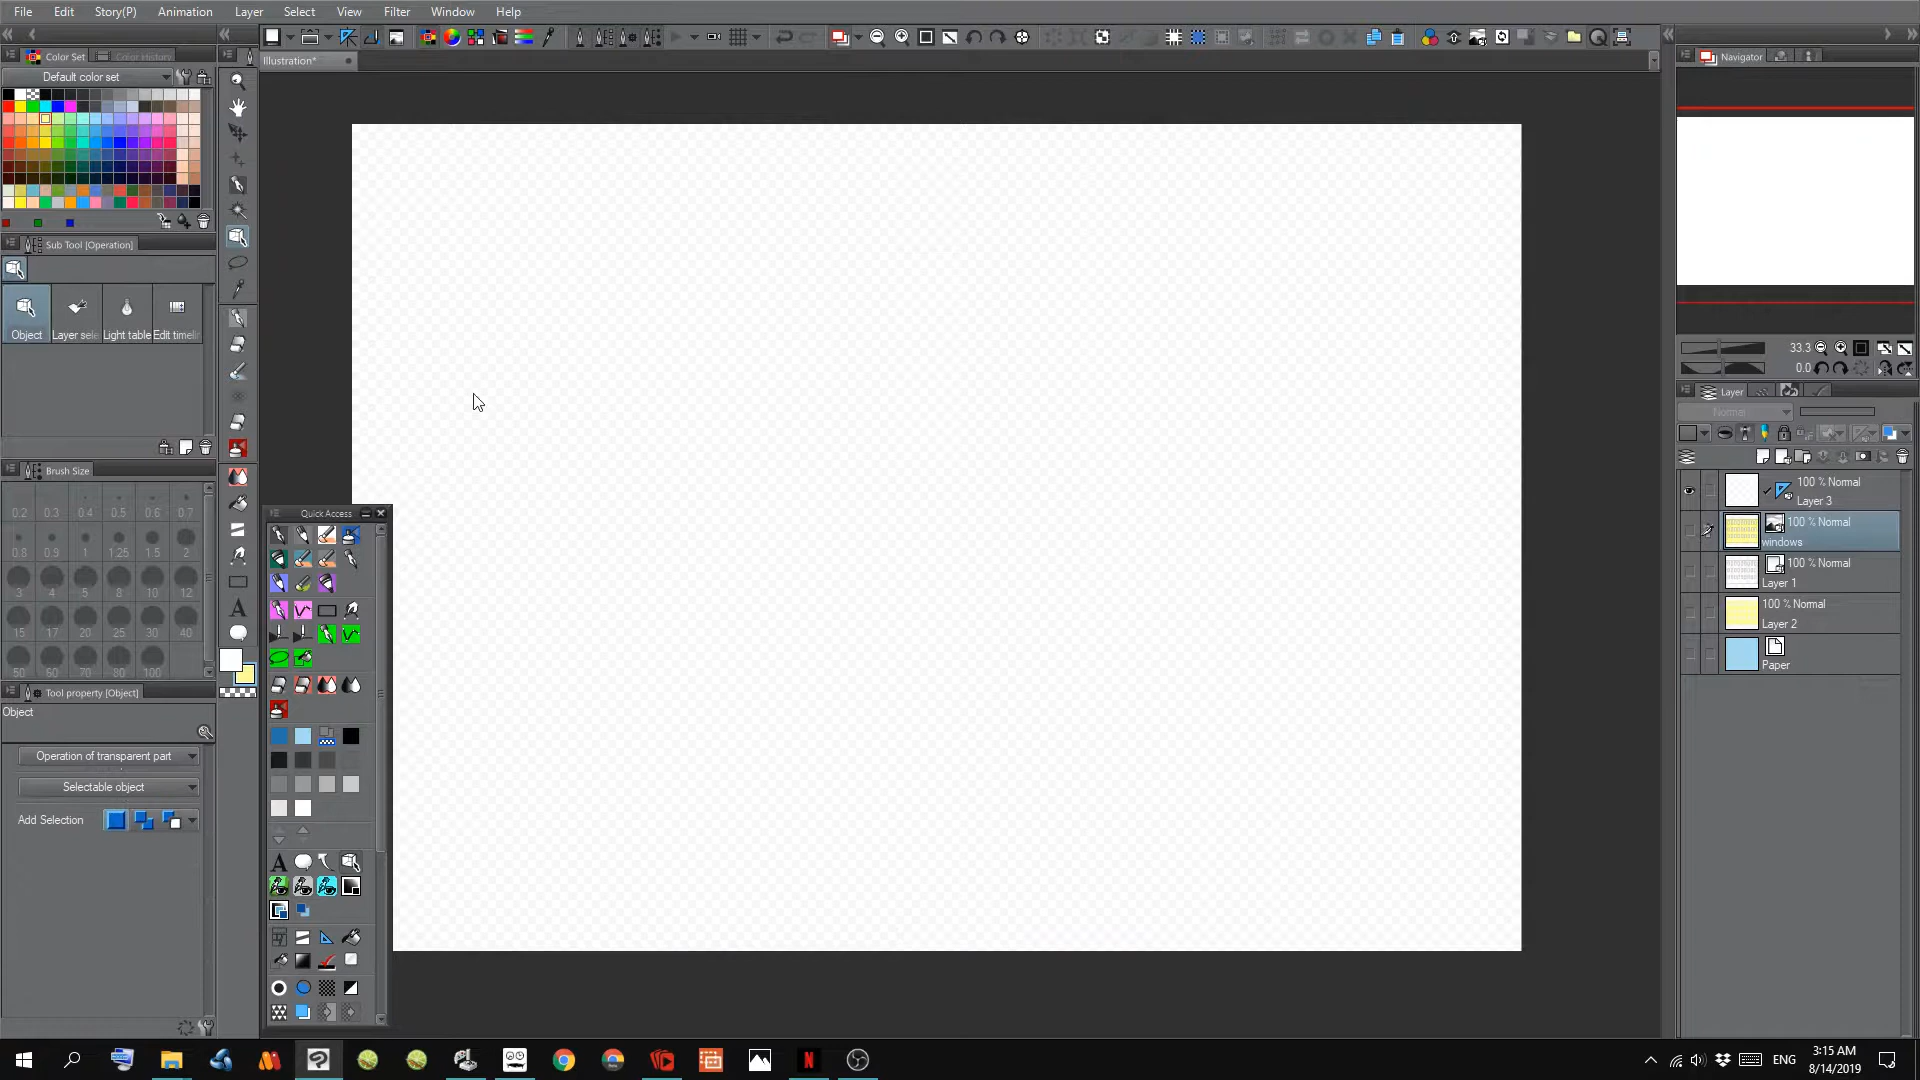 File Edit Story(P) Animation Layer Select View Filter Window Help
Color Set Color History
Default color set
Illustration*
Navigator
Sub Tool [Operation]
Object Layer sele Light table Edit timelin
33.3
0.0
Layer
Normal
Brush Size
0.2 0.3 0.4 0.5 0.6 0.7
0.8 0.9 1 1.25 1.5 2
3 4 5 8 10 12
15 17 20 25 30 40
50 60 70 80 100
100 % Normal
Layer 3
100 % Normal
windows
100 % Normal
Layer 1
100 % Normal
Layer 2
Paper
Quick Access
Tool property [Object]
Object
Operation of transparent part
Selectable object
Add Selection
ENG
3:15 AM
8/14/2019